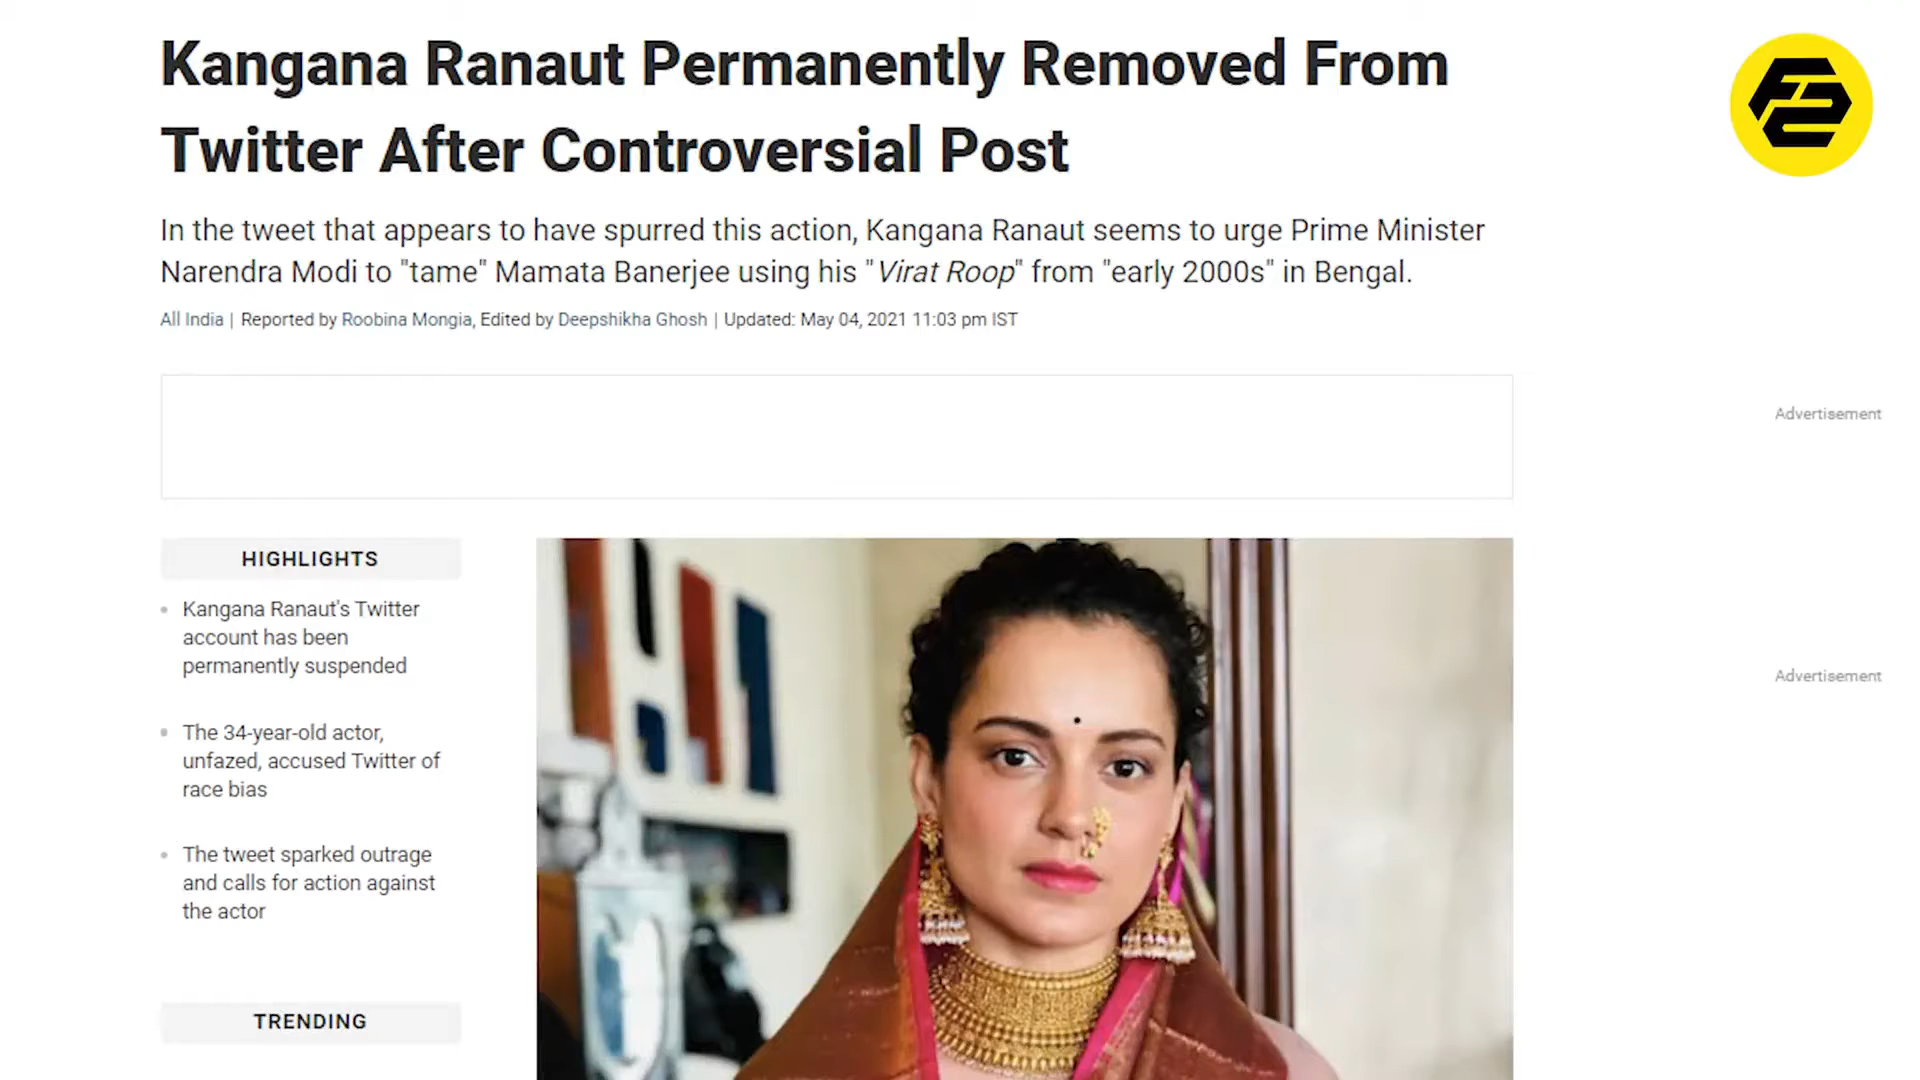 Kangana Ranaut Permanently Removed From
Twitter After Controversial Post
In the tweet that appears to have spurred this action, Kangana Ranaut seems to urge Prime Minister
Narendra Modi to "tame" Mamata Banerjee using his "Virat Roop" from "early 2000s" in Bengal.
All India | Reported by Roobina Mongia, Edited by Deepshikha Ghosh | Updated: May 04, 2021 11:03 pm IST
Advertisement
HIGHLIGHTS
Kangana Ranaut's Twitter
account has been
permanently suspended
The 34-year-old actor,
unfazed, accused Twitter of
race bias
The tweet sparked outrage
and calls for action against
the actor
TRENDING
Advertisement